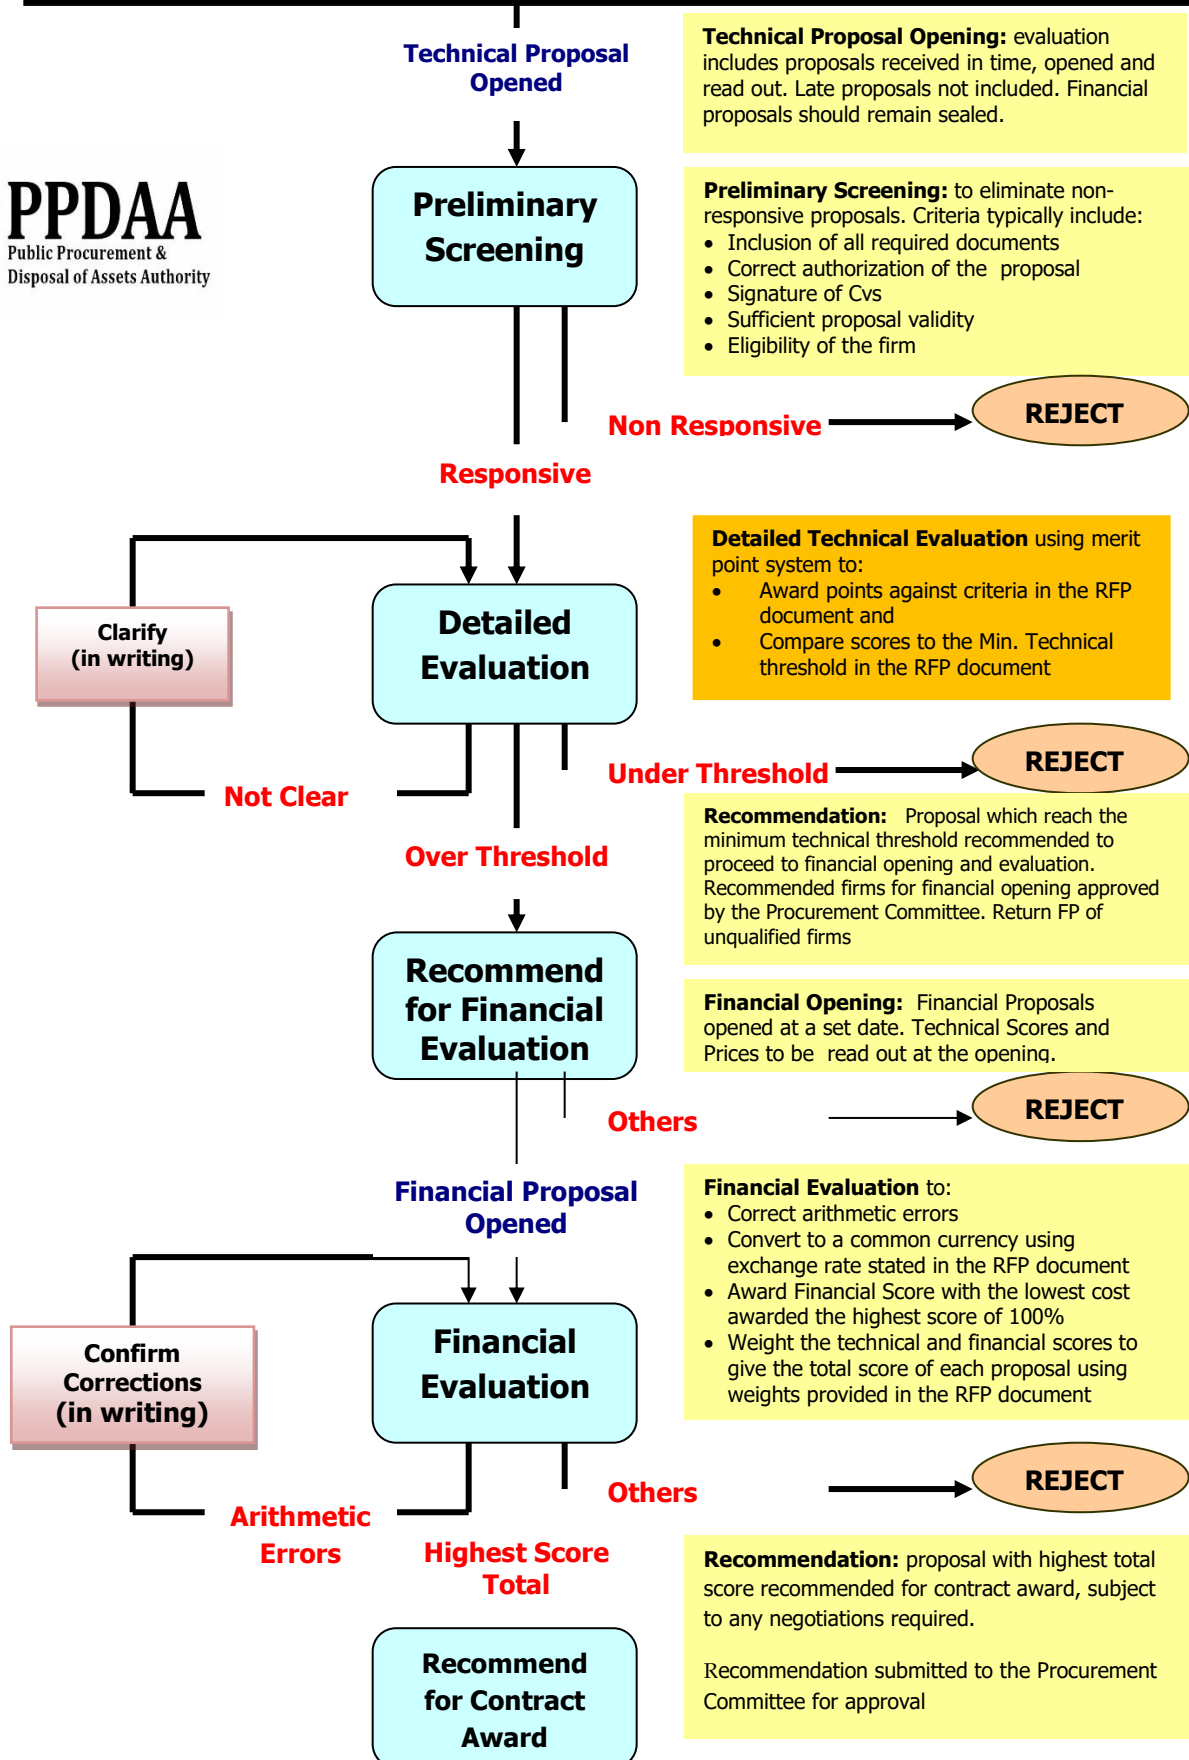 Technical Proposal
Opened
Technical Proposal Opening: evaluation
includes proposals received in time, opened and
read out. Late proposals not included. Financial
proposals should remain sealed.
PPDAA
Public Procurement &
Disposal of Assets Authority
Preliminary
Screening
Preliminary Screening: to eliminate non-
responsive proposals. Criteria typically include:
• Inclusion of all required documents
• Correct authorization of the proposal
• Signature of Cvs
• Sufficient proposal validity
• Eligibility of the firm
Non Responsive
REJECT
Responsive
Clarify
(in writing)
Detailed
Evaluation
Detailed Technical Evaluation using merit
point system to:
• Award points against criteria in the RFP
document and
• Compare scores to the Min. Technical
threshold in the RFP document
Not Clear
Under Threshold
REJECT
Over Threshold
Recommendation: Proposal which reach the
minimum technical threshold recommended to
proceed to financial opening and evaluation.
Recommended firms for financial opening approved
by the Procurement Committee. Return FP of
unqualified firms
Recommend
for Financial
Evaluation
Financial Opening: Financial Proposals
opened at a set date. Technical Scores and
Prices to be read out at the opening.
Others
REJECT
Financial Proposal
Opened
Financial Evaluation to:
• Correct arithmetic errors
• Convert to a common currency using
exchange rate stated in the RFP document
• Award Financial Score with the lowest cost
awarded the highest score of 100%
• Weight the technical and financial scores to
give the total score of each proposal using
weights provided in the RFP document
Confirm
Corrections
(in writing)
Financial
Evaluation
Arithmetic
Errors
Others
REJECT
Highest Score
Total
Recommendation: proposal with highest total
score recommended for contract award, subject
to any negotiations required.
Recommendation submitted to the Procurement
Committee for approval
Recommend
for Contract
Award